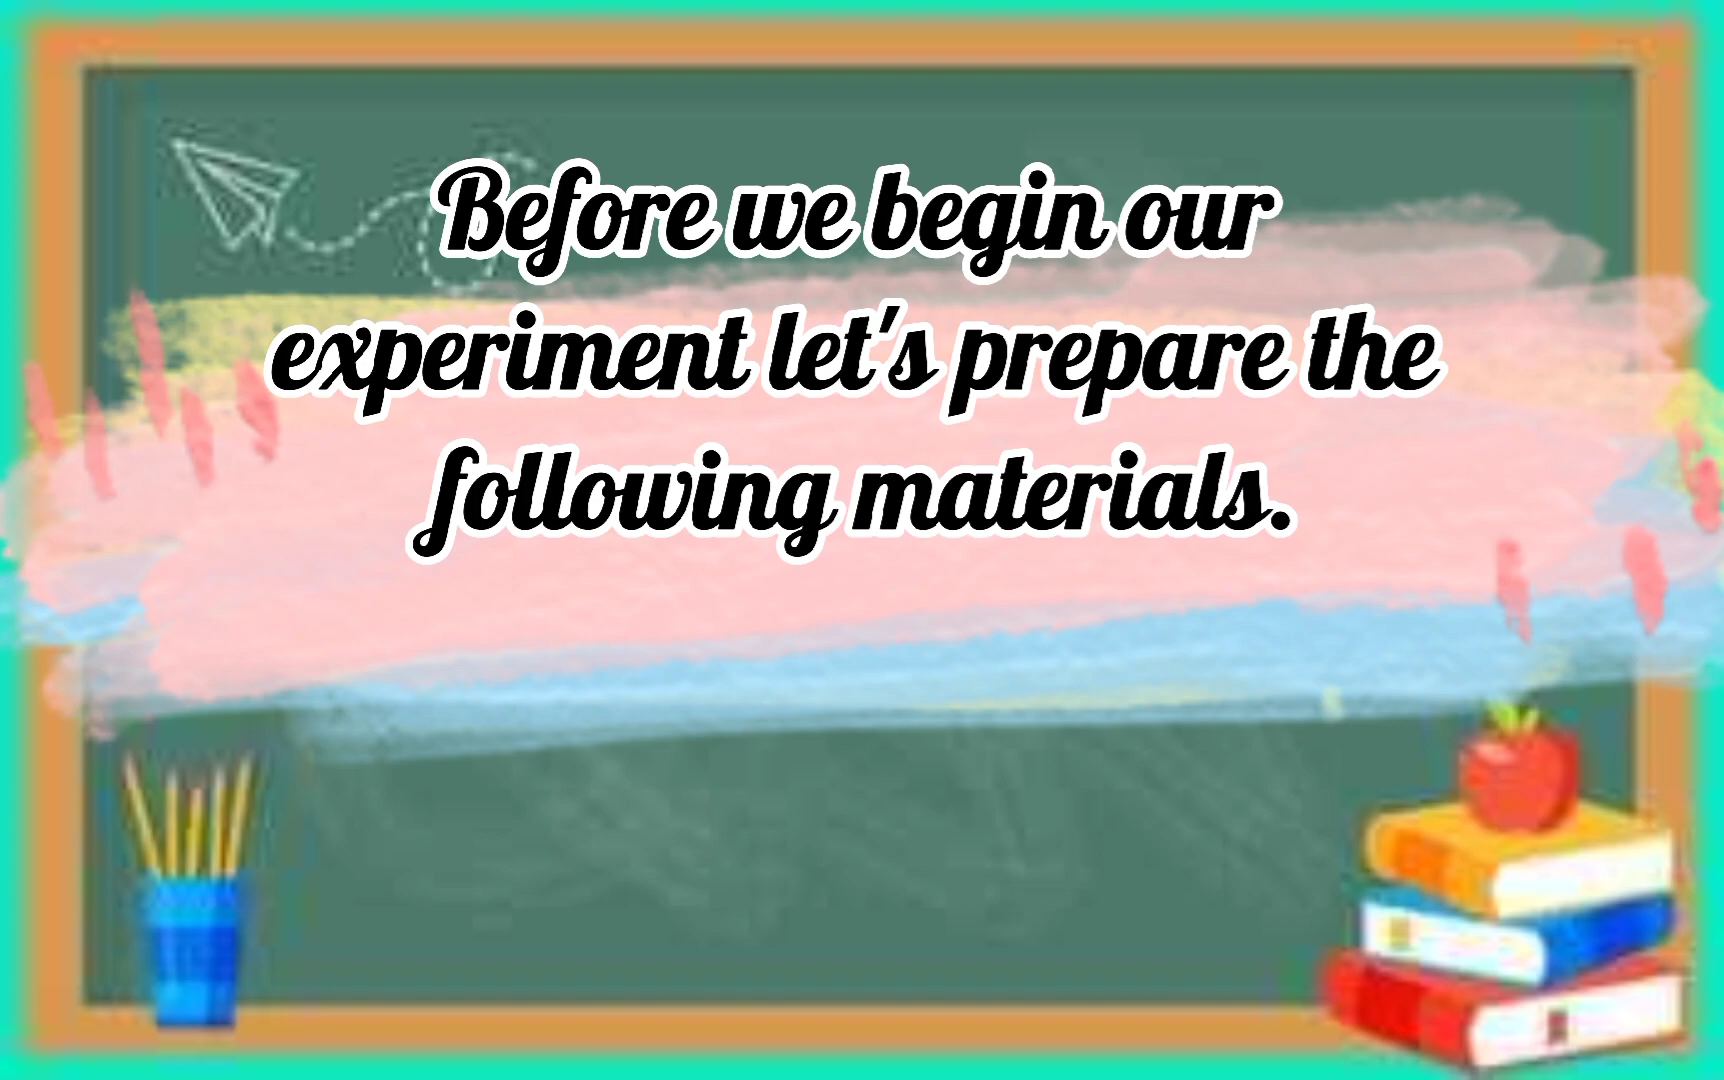 Before we begin our
experiment let's prepare the
following materials.